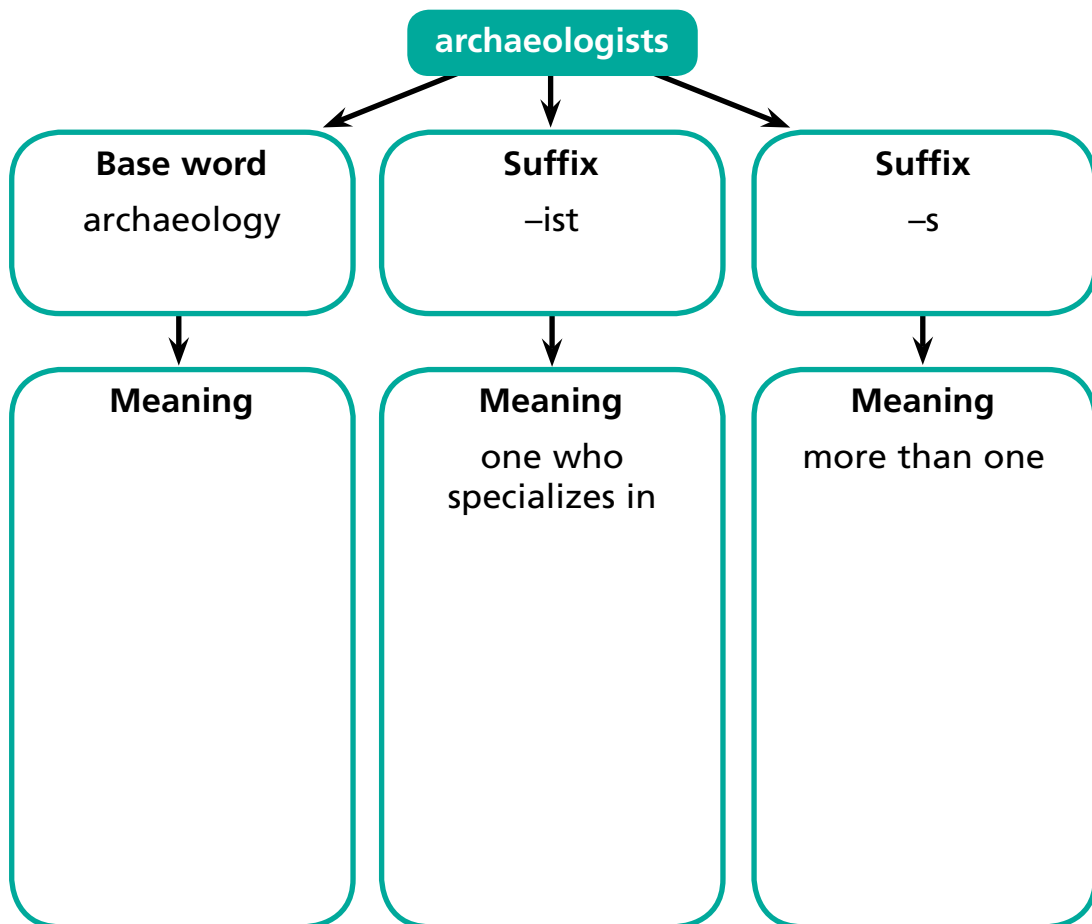 archaeologists
Base word
archaeology
Suffix
–ist
Suffix
–s
Meaning
Meaning
one who
specializes in
Meaning
more than one